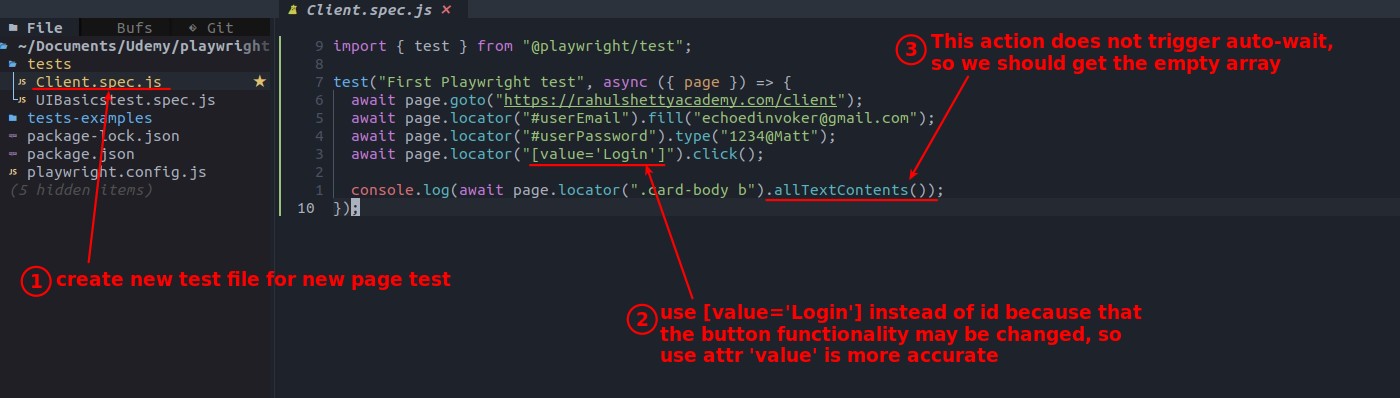 Client.spec.js ×
File Bufs Git
~/Documents/Udemy/playwright
tests
Client.spec.js ★
UIBasicstest.spec.js
tests-examples
package-lock.json
package.json
playwright.config.js
(5 hidden items)
9 import { test } from "@playwright/test";
8
7 test("First Playwright test", async ({ page }) => {
6 await page.goto("https://rahulshettyacademy.com/client");
5 await page.locator("#userEmail").fill("echoedinvoker@gmail.com");
4 await page.locator("#userPassword").type("1234@Matt");
3 await page.locator("[value='Login']").click();
2
1 console.log(await page.locator(".card-body b").allTextContents());
10 });
1 create new test file for new page test
2 use [value='Login'] instead of id because that
the button functionality may be changed, so
use attr 'value' is more accurate
3 This action does not trigger auto-wait,
so we should get the empty array